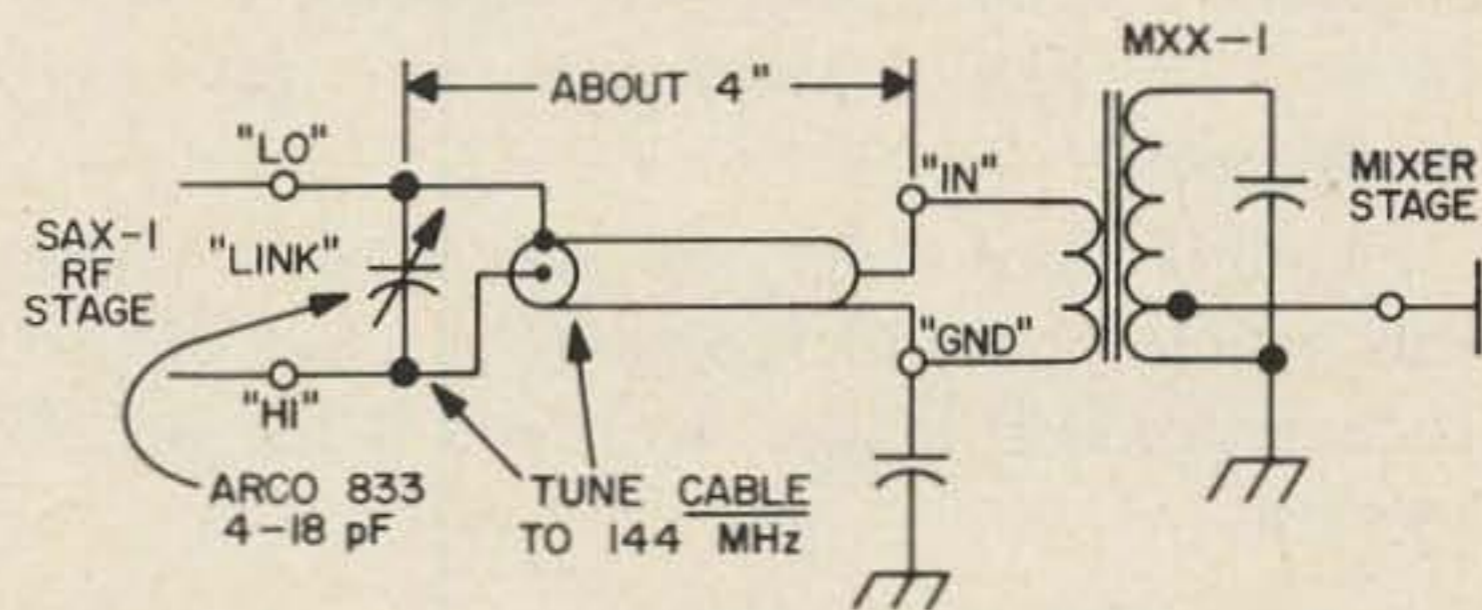 MXX-1
ABOUT 4"
"LO"
"IN"
MIXER
STAGE
SAX-1
RF
STAGE
"LINK"
"GND"
"HI"
ARCO 833
4-18 pF
TUNE CABLE
TO 144 MHz